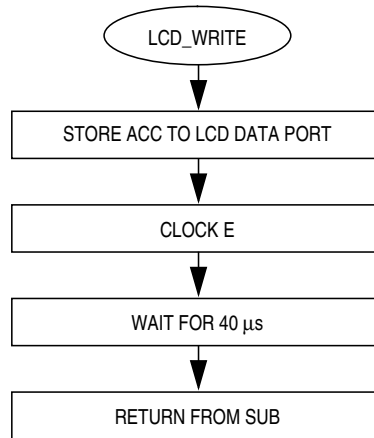 LCD_WRITE
STORE ACC TO LCD DATA PORT
CLOCK E
WAIT FOR 40 µs
RETURN FROM SUB